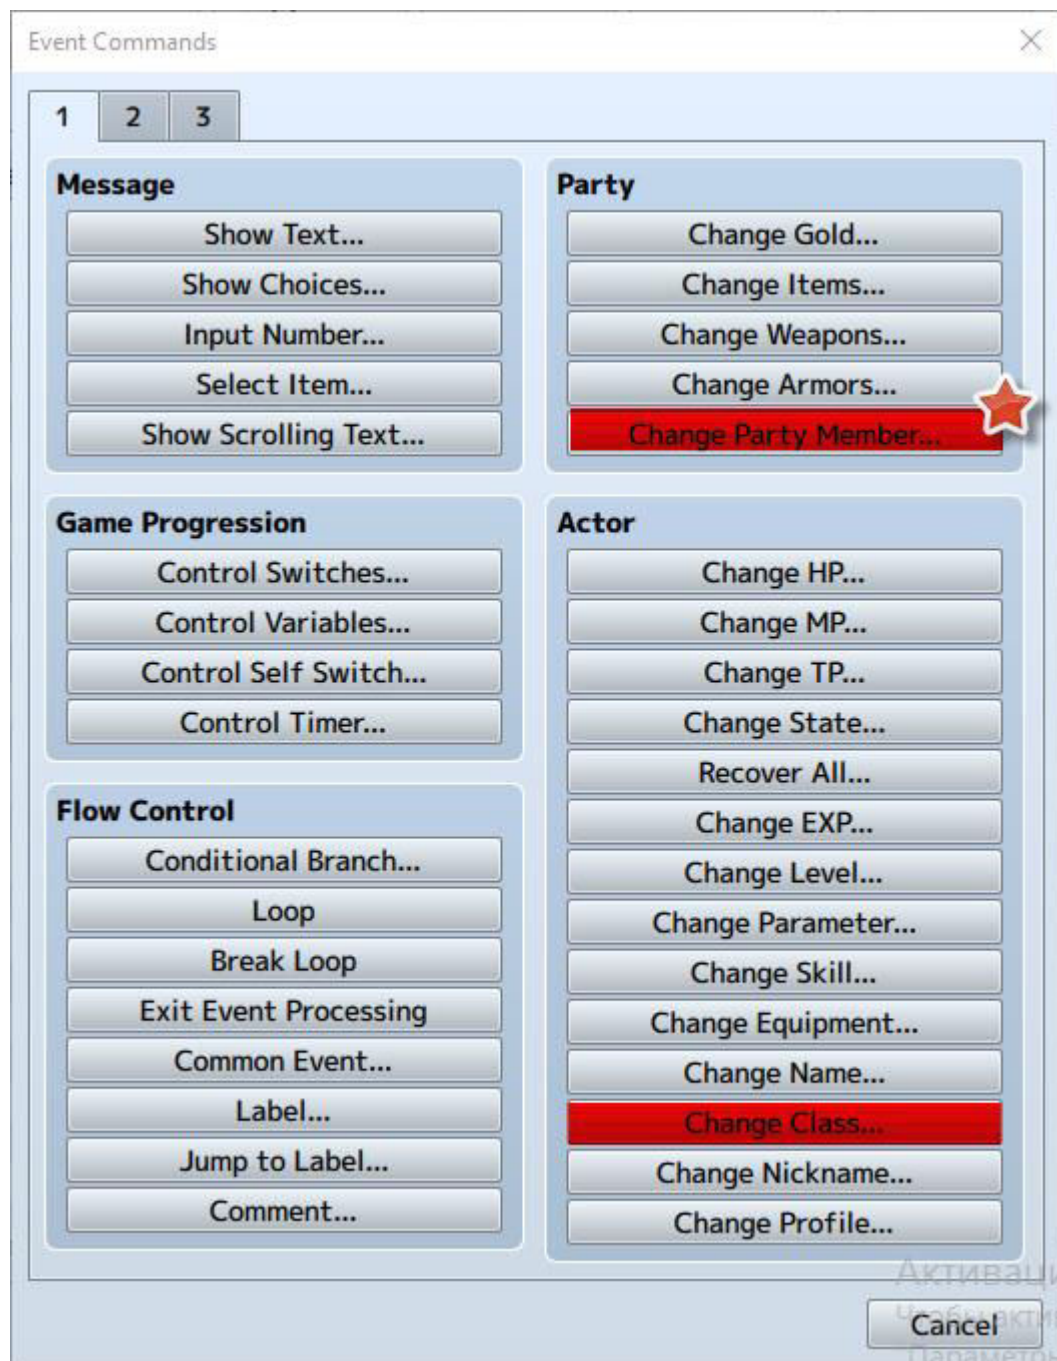 Event Commands
1 2 3
Message
Show Text...
Show Choices...
Input Number...
Select Item...
Show Scrolling Text...
Game Progression
Control Switches...
Control Variables...
Control Self Switch...
Control Timer...
Flow Control
Conditional Branch...
Loop
Break Loop
Exit Event Processing
Common Event...
Label...
Jump to Label...
Comment...
Party
Change Gold...
Change Items...
Change Weapons...
Change Armors...
Change Party Member...
Actor
Change HP...
Change MP...
Change TP...
Change State...
Recover All...
Change EXP...
Change Level...
Change Parameter...
Change Skill...
Change Equipment...
Change Name...
Change Class...
Change Nickname...
Change Profile...
Cancel